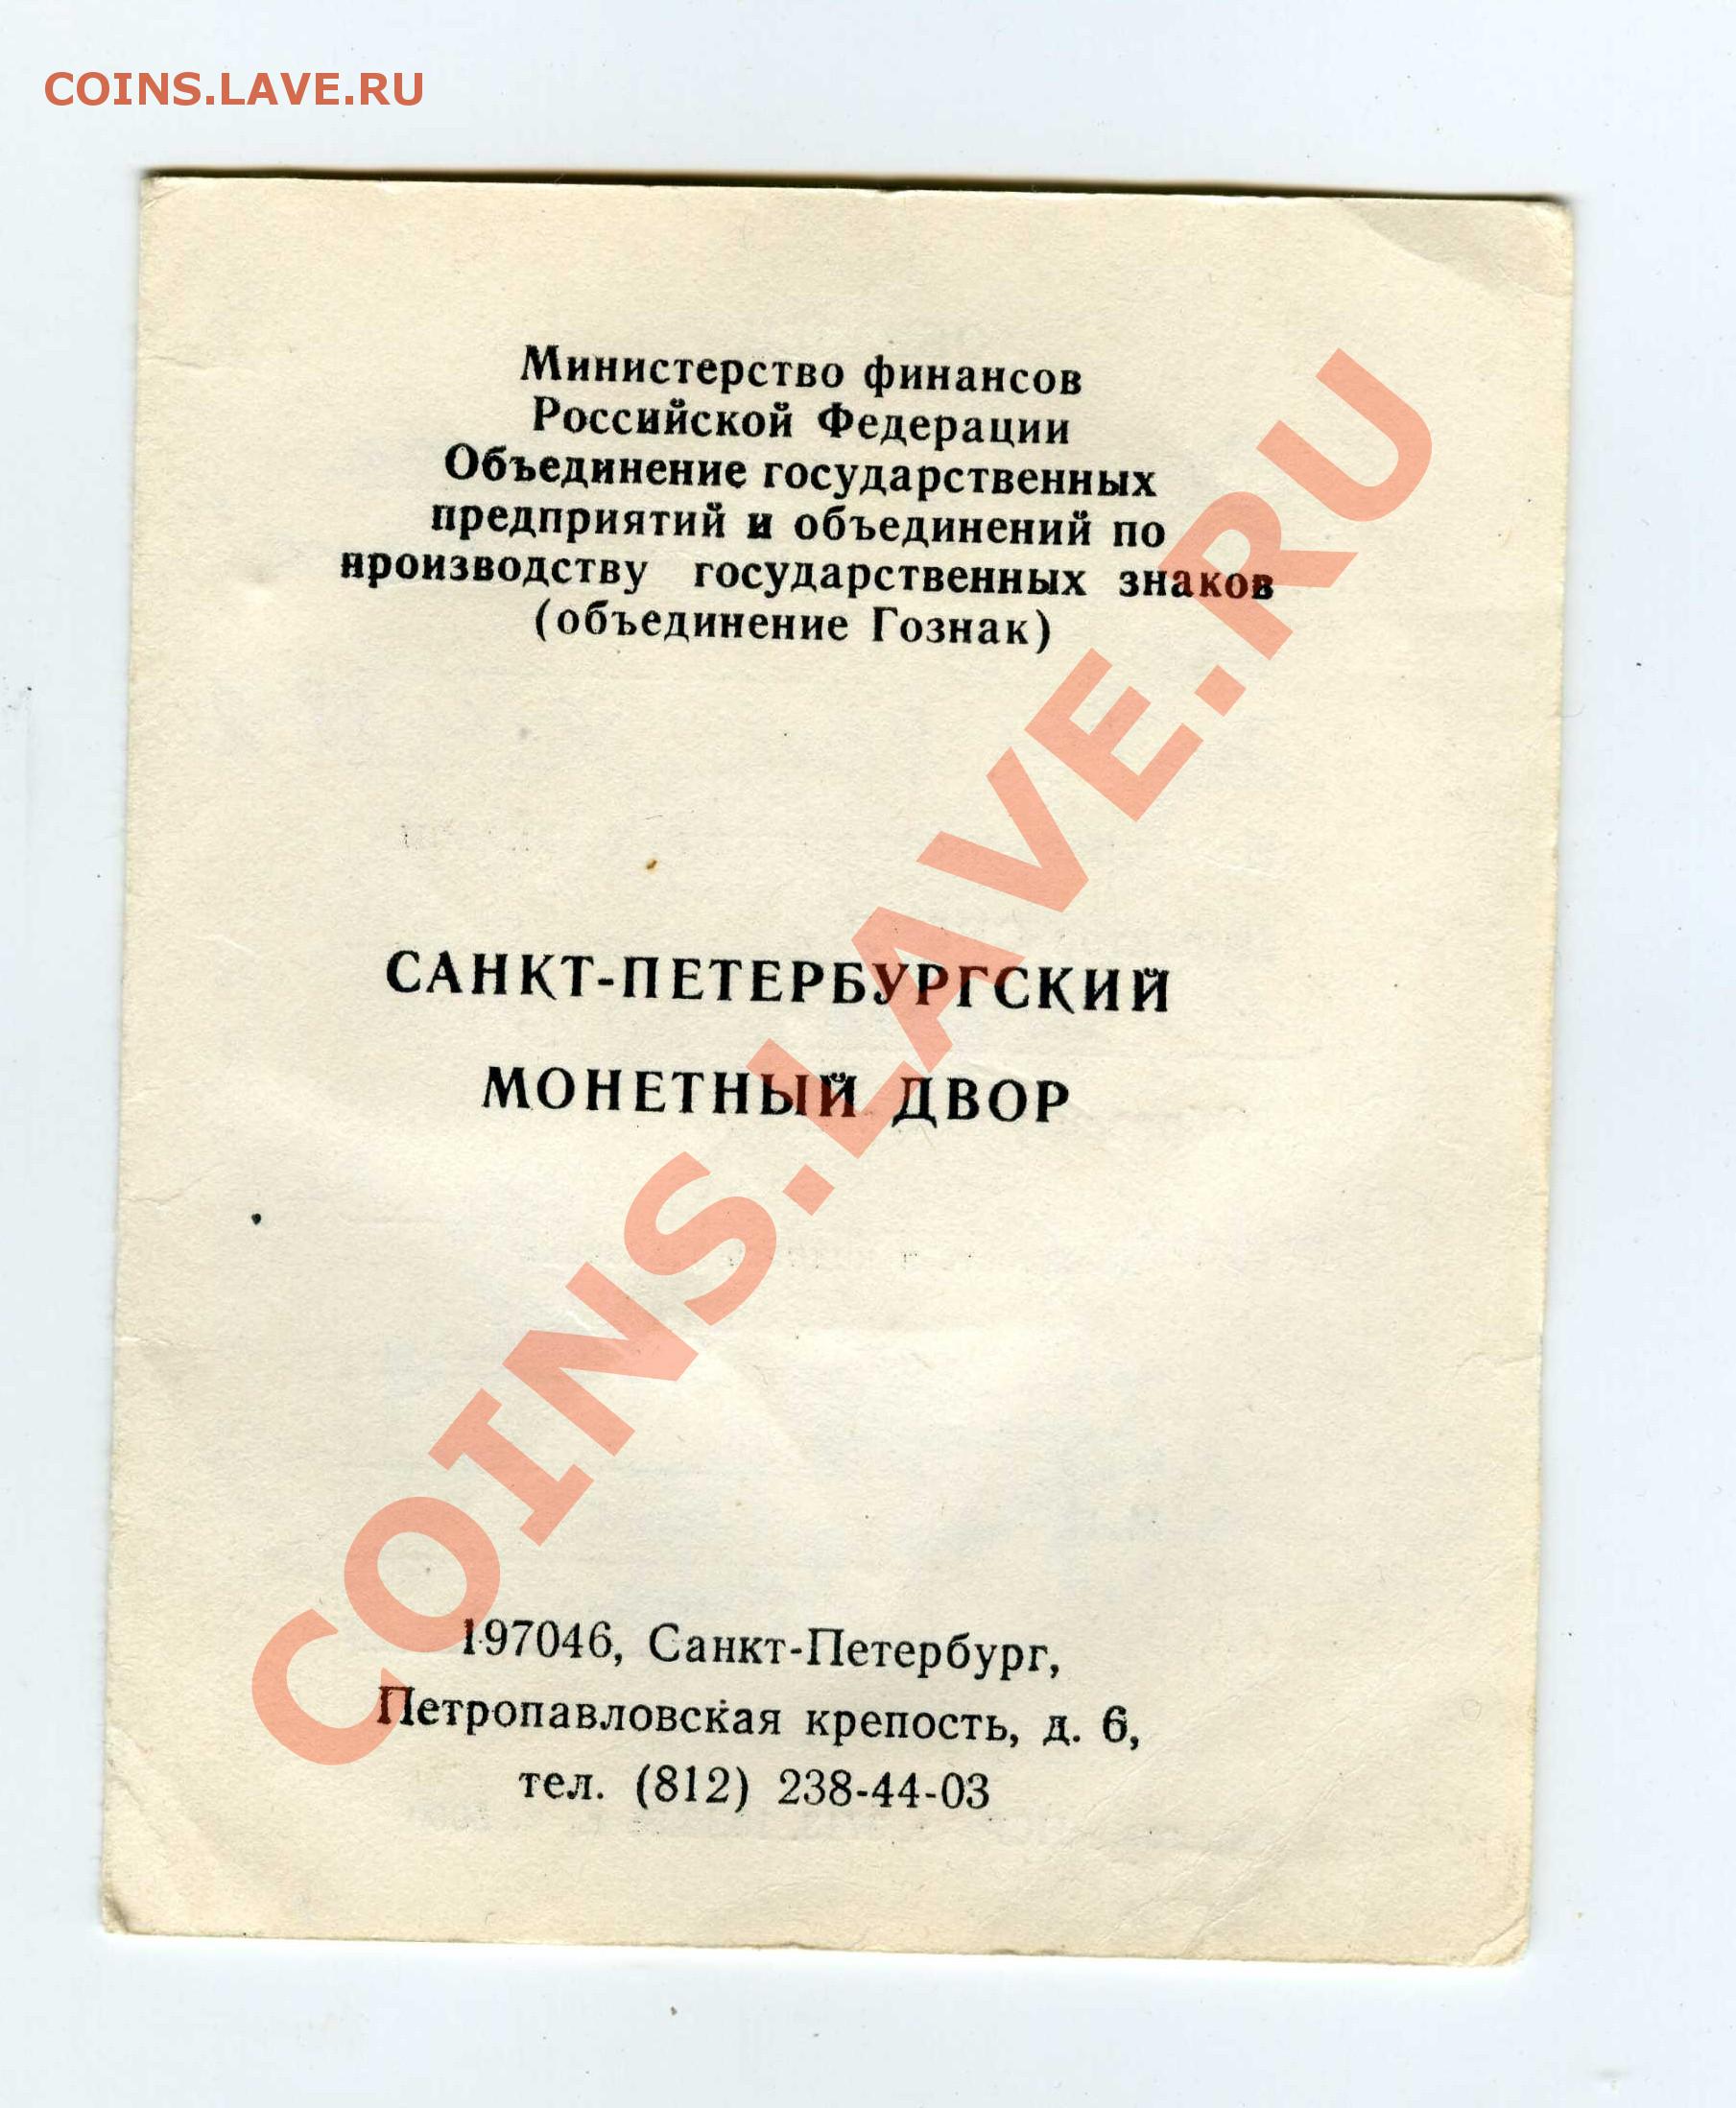 COINS.LAVE.RU
Министерство финансов
Российской Федерации
Объединение государственных
предприятий и объединений по
производству государственных знаков
(объединение Гознак)
САНКТ-ПЕТЕРБУРГСКИЙ
МОНЕТНЫЙ ДВОР
197046, Санкт-Петербург,
Петропавловская крепость, д. 6,
тел. (812) 238-44-03
COINS.LAVE.RU